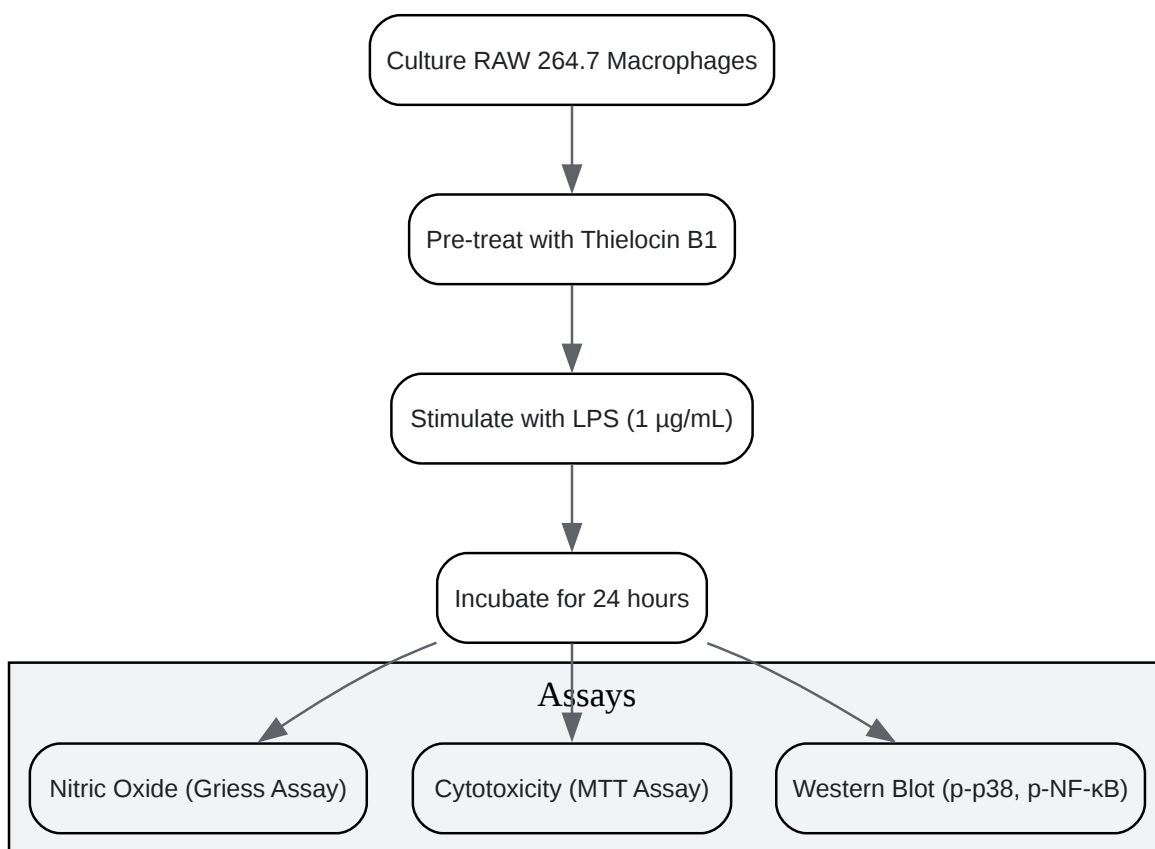 Culture RAW 264.7 Macrophages
Pre-treat with Thielocin B1
Stimulate with LPS (1 µg/mL)
Incubate for 24 hours
Assays
Nitric Oxide (Griess Assay)
Cytotoxicity (MTT Assay)
Western Blot (p-p38, p-NF-κB)